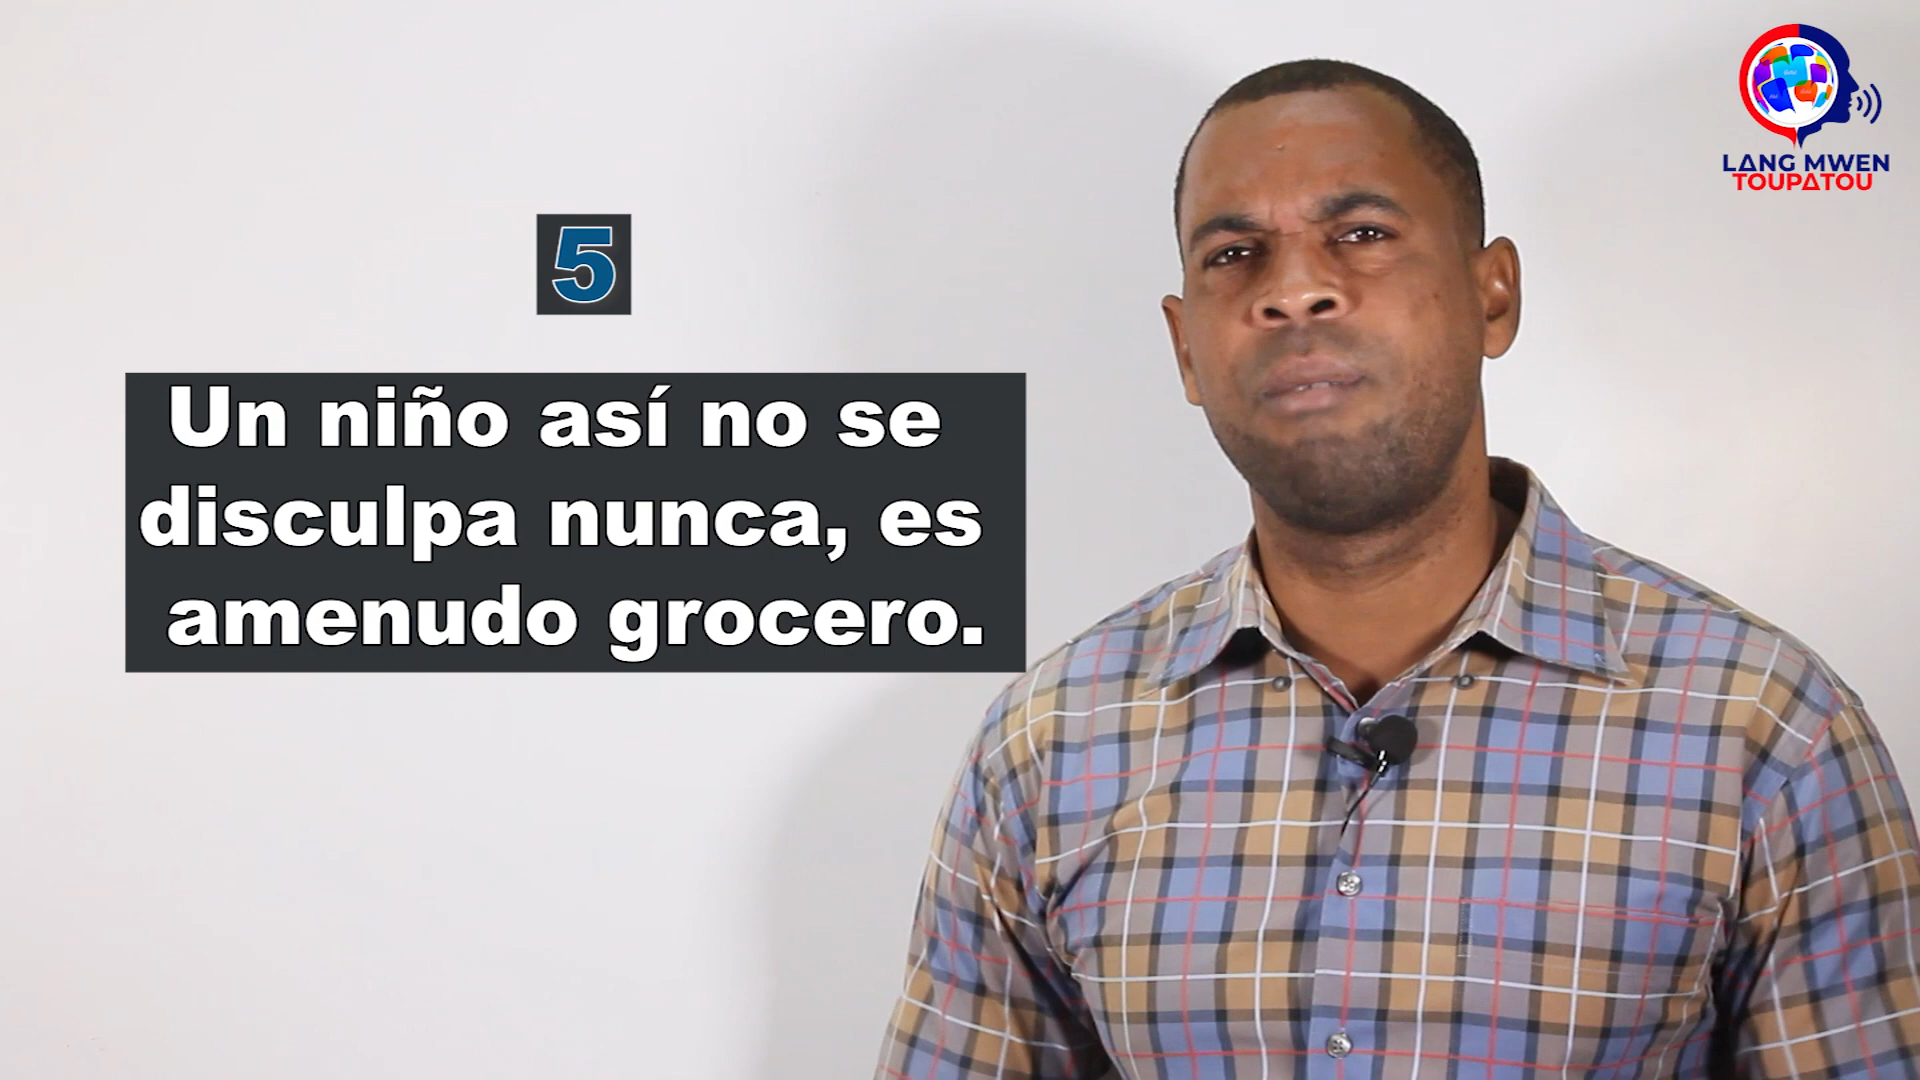 5
Un niño así no se
disculpa nunca, es
amenudo grocero.
LANG MWEN
TOUPATOU